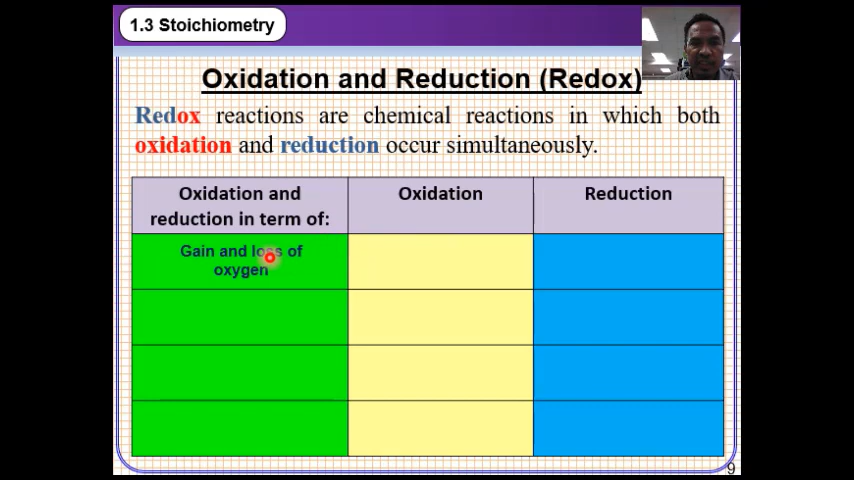 1.3 Stoichiometry
Oxidation and Reduction (Redox)
Redox reactions are chemical reactions in which both
oxidation and reduction occur simultaneously.
Oxidation and
reduction in term of:
Oxidation
Reduction
Gain and loss of
oxygen
9